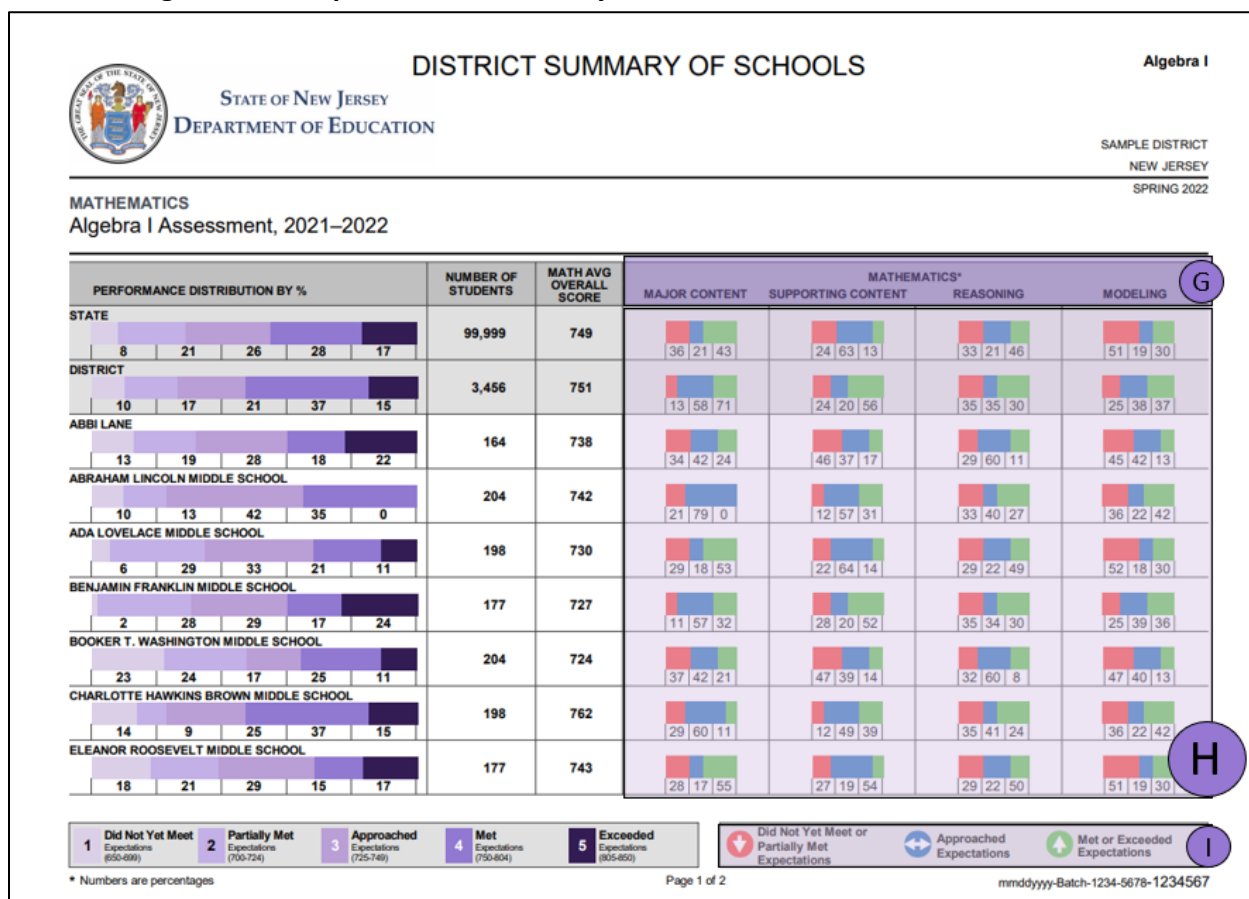 DISTRICT SUMMARY OF SCHOOLS
Algebra I
STATE OF NEW JERSEY
DEPARTMENT OF EDUCATION
SAMPLE DISTRICT
NEW JERSEY
SPRING 2022
MATHEMATICS
Algebra I Assessment, 2021–2022
PERFORMANCE DISTRIBUTION BY %
NUMBER OF STUDENTS
MATH AVG OVERALL SCORE
MATHEMATICS*
MAJOR CONTENT SUPPORTING CONTENT REASONING MODELING
G
STATE
8 21 26 28 17 99,999 749 36 21 43 24 63 13 33 21 46 51 19 30
DISTRICT
10 17 21 37 15 3,456 751 13 58 71 24 20 56 35 35 30 25 38 37
ABBI LANE
13 19 28 18 22 164 738 34 42 24 46 37 17 29 60 11 45 42 13
ABRAHAM LINCOLN MIDDLE SCHOOL
10 13 42 35 0 204 742 21 79 0 12 57 31 33 40 27 36 22 42
ADA LOVELACE MIDDLE SCHOOL
6 29 33 21 11 198 730 29 18 53 22 64 14 29 22 49 52 18 30
BENJAMIN FRANKLIN MIDDLE SCHOOL
2 28 29 17 24 177 727 11 57 32 28 20 52 35 34 30 25 39 36
BOOKER T. WASHINGTON MIDDLE SCHOOL
23 24 17 25 11 204 724 37 42 21 47 39 14 32 60 8 47 40 13
CHARLOTTE HAWKINS BROWN MIDDLE SCHOOL
14 9 25 37 15 198 762 29 60 11 12 49 39 35 41 24 36 22 42
ELEANOR ROOSEVELT MIDDLE SCHOOL
18 21 29 15 17 177 743 28 17 55 27 19 54 29 22 50 51 19 30
H
1 Did Not Yet Meet Expectations (650-699)
2 Partially Met Expectations (700-724)
3 Approached Expectations (725-749)
4 Met Expectations (750-804)
5 Exceeded Expectations (805-850)
Did Not Yet Meet or Partially Met Expectations
Approached Expectations
Met or Exceeded Expectations
I
* Numbers are percentages
Page 1 of 2
mmddyyyy-Batch-1234-5678-1234567